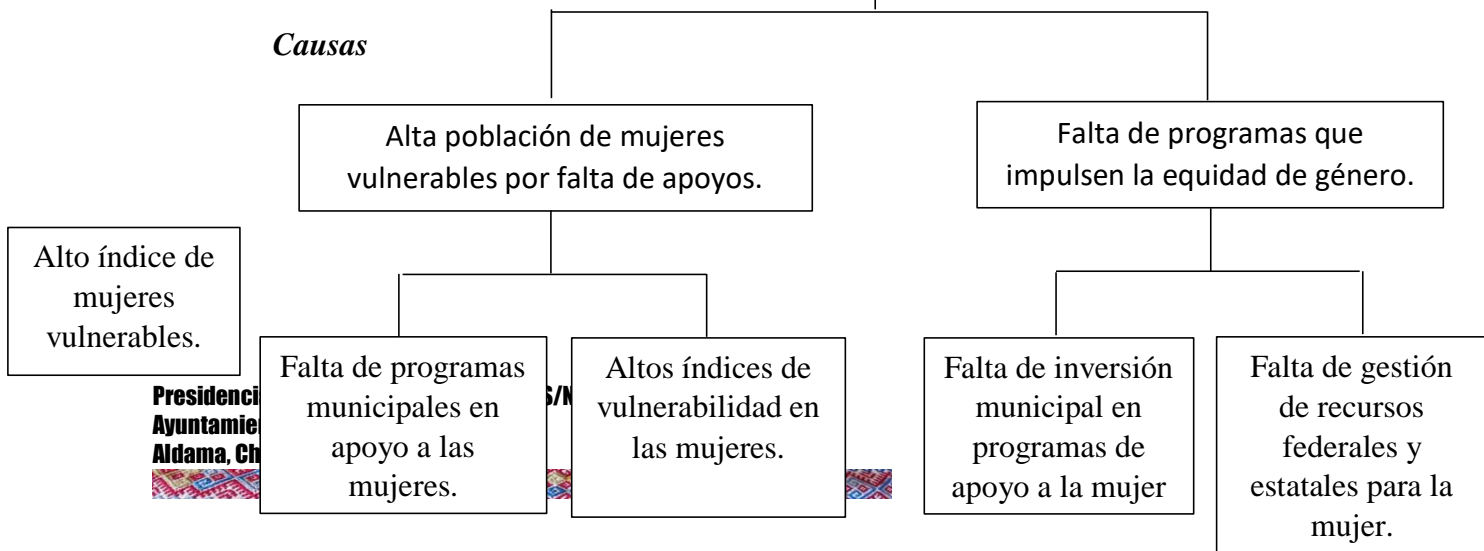 Causas
Alta población de mujeres
vulnerables por falta de apoyos.
Falta de programas que
impulsen la equidad de género.
Alto índice de
mujeres
vulnerables.
Falta de programas
municipales en
apoyo a las
mujeres.
Altos índices de
vulnerabilidad en
las mujeres.
Falta de inversión
municipal en
programas de
apoyo a la mujer
Falta de gestión
de recursos
federales y
estatales para la
mujer.
Aldama,